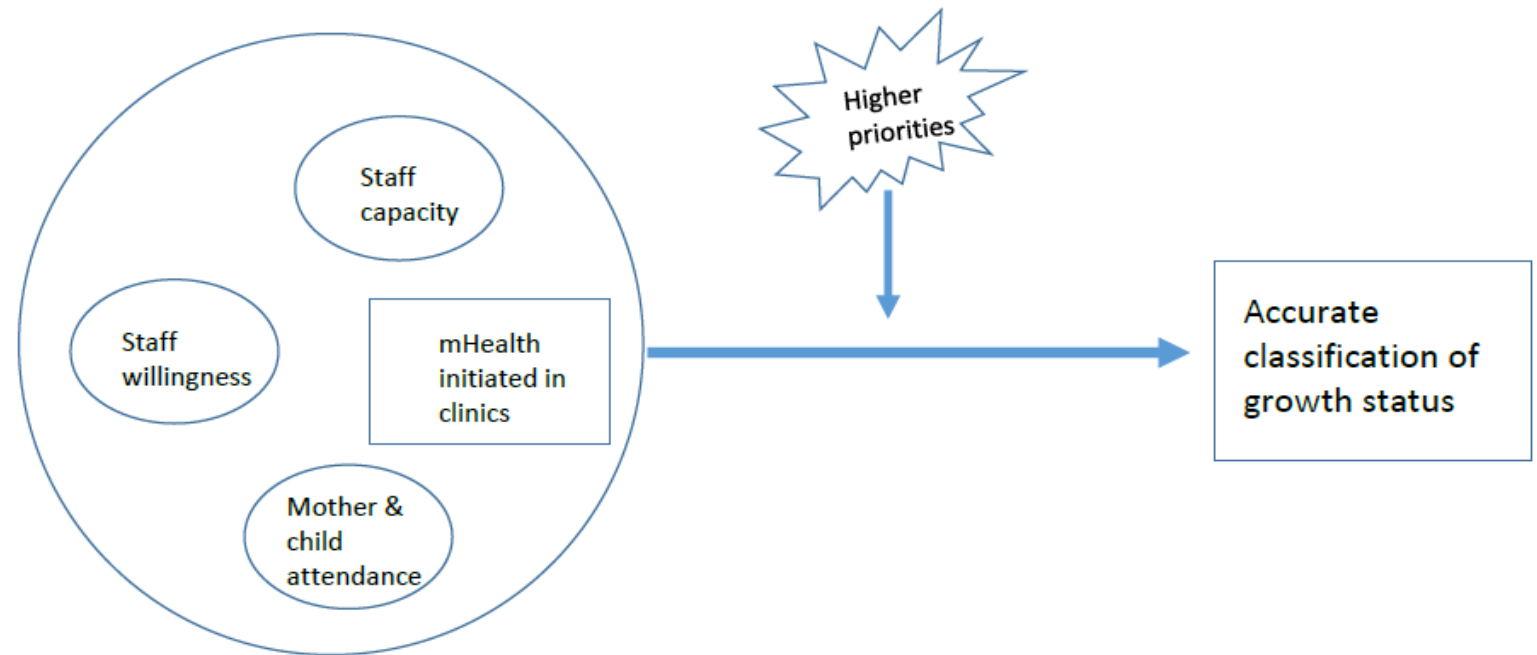 Higher
priorities
Staff
capacity
Staff
willingness
mHealth
initiated in
clinics
Mother &
child
attendance
Accurate
classification of
growth status